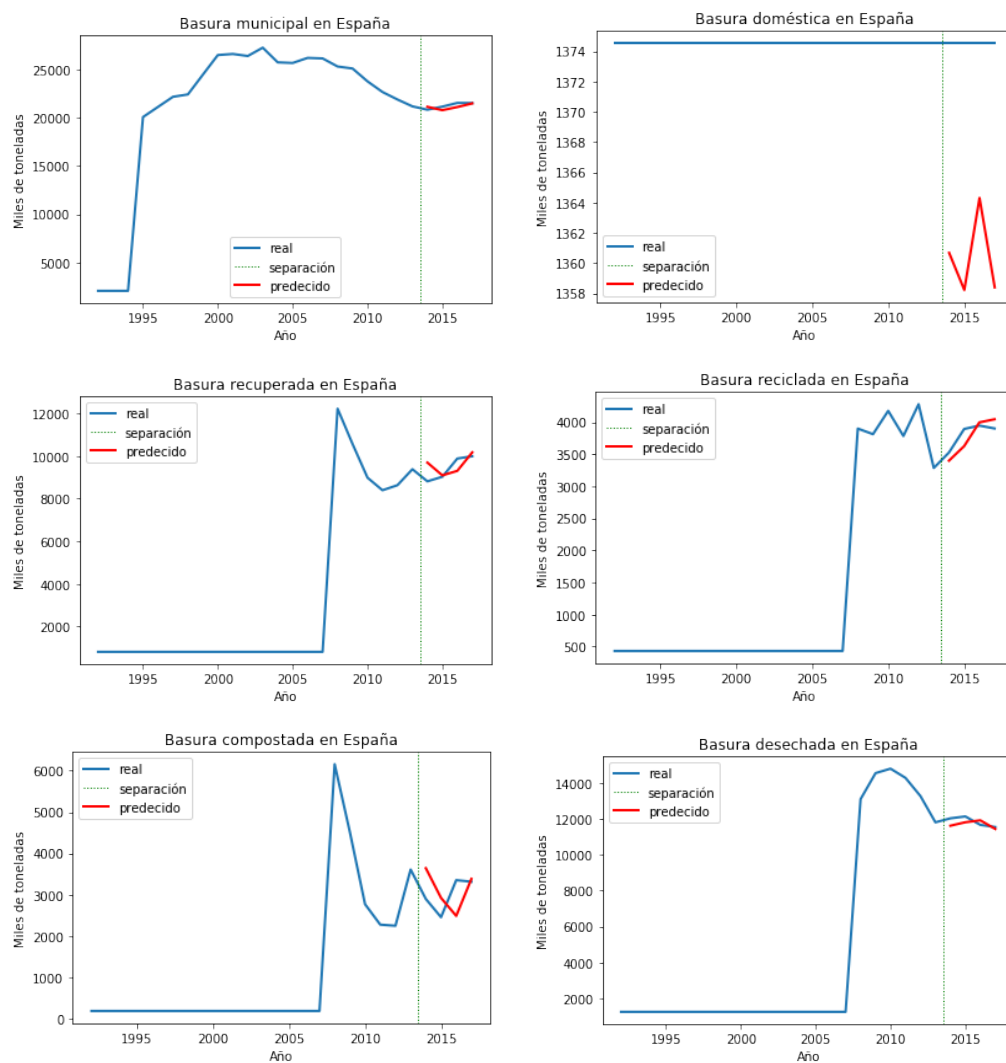 Basura municipal en España
Miles de toneladas
25000
20000
15000
10000
5000
real
separación
predecido
1995
2000
2005
2010
2015
Año
Basura doméstica en España
Miles de toneladas
1374
1372
1370
1368
1366
1364
1362
1360
1358
real
separación
predecido
1995
2000
2005
2010
2015
Año
Basura recuperada en España
Miles de toneladas
12000
10000
8000
6000
4000
2000
real
separación
predecido
1995
2000
2005
2010
2015
Año
Basura reciclada en España
Miles de toneladas
4000
3500
3000
2500
2000
1500
1000
500
real
separación
predecido
1995
2000
2005
2010
2015
Año
Basura compostada en España
Miles de toneladas
6000
5000
4000
3000
2000
1000
0
real
separación
predecido
1995
2000
2005
2010
2015
Año
Basura desechada en España
Miles de toneladas
14000
12000
10000
8000
6000
4000
2000
real
separación
predecido
1995
2000
2005
2010
2015
Año